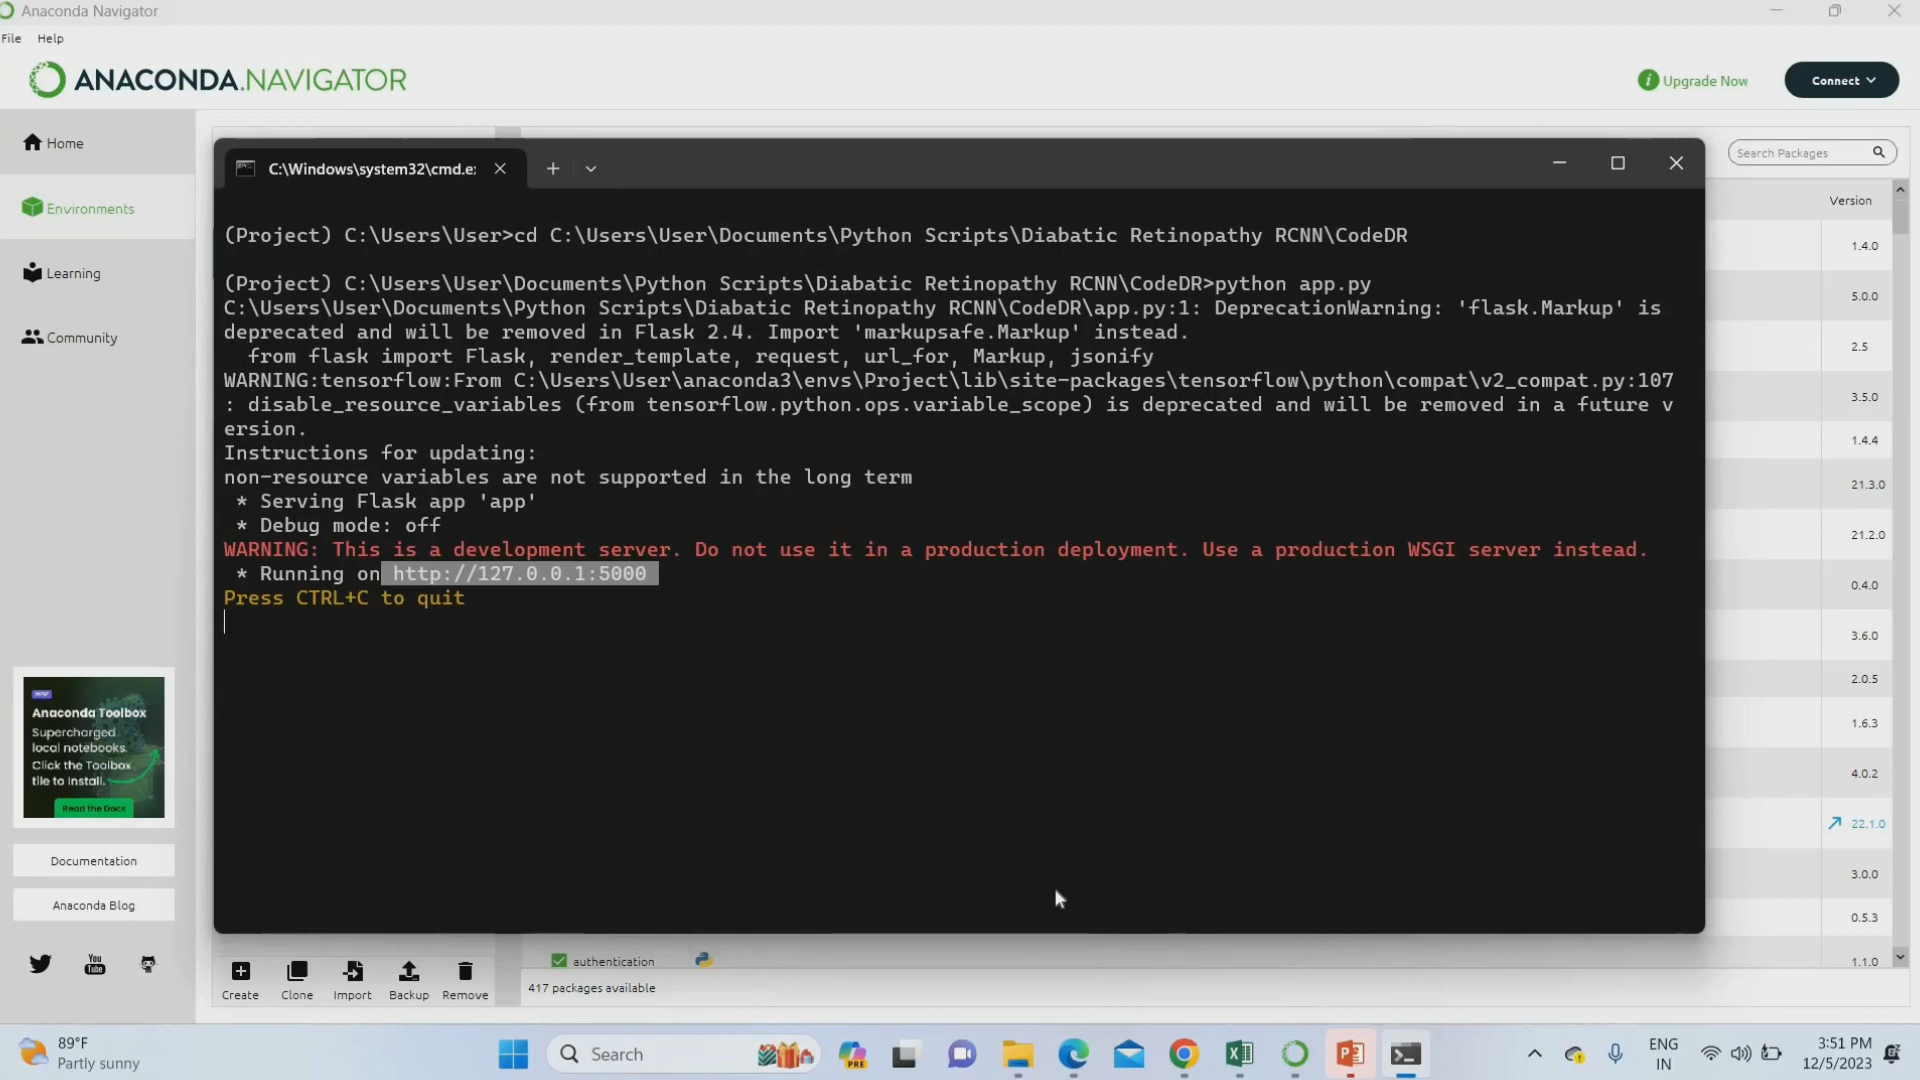 Anaconda Navigator
File Help
ANACONDA.NAVIGATOR
Upgrade Now
Connect
Home
Environments
Learning
Community
Search Packages
Version
1.4.0
5.0.0
2.5
3.5.0
1.4.4
21.3.0
21.2.0
0.4.0
3.6.0
2.0.5
1.6.3
4.0.2
22.1.0
3.0.0
0.5.3
1.1.0
C:\Windows\system32\cmd.e
(Project) C:\Users\User>cd C:\Users\User\Documents\Python Scripts\Diabatic Retinopathy RCNN\CodeDR
(Project) C:\Users\User\Documents\Python Scripts\Diabatic Retinopathy RCNN\CodeDR>python app.py
C:\Users\User\Documents\Python Scripts\Diabatic Retinopathy RCNN\CodeDR\app.py:1: DeprecationWarning: 'flask.Markup' is
deprecated and will be removed in Flask 2.4. Import 'markupsafe.Markup' instead.
from flask import Flask, render_template, request, url_for, Markup, jsonify
WARNING:tensorflow:From C:\Users\User\anaconda3\envs\Project\lib\site-packages\tensorflow\python\compat\v2_compat.py:107
: disable_resource_variables (from tensorflow.python.ops.variable_scope) is deprecated and will be removed in a future v
ersion.
Instructions for updating:
non-resource variables are not supported in the long term
* Serving Flask app 'app'
* Debug mode: off
WARNING: This is a development server. Do not use it in a production deployment. Use a production WSGI server instead.
* Running on http://127.0.0.1:5000
Press CTRL+C to quit
NEW
Anaconda Toolbox
Supercharged
local notebooks.
Click the Toolbox
tile to Install.
Read the Docs
Documentation
Anaconda Blog
You
Tube
Create Clone Import Backup Remove
authentication
417 packages available
89°F
Partly sunny
Search
PRE
ENG
IN
3:51 PM
12/5/2023